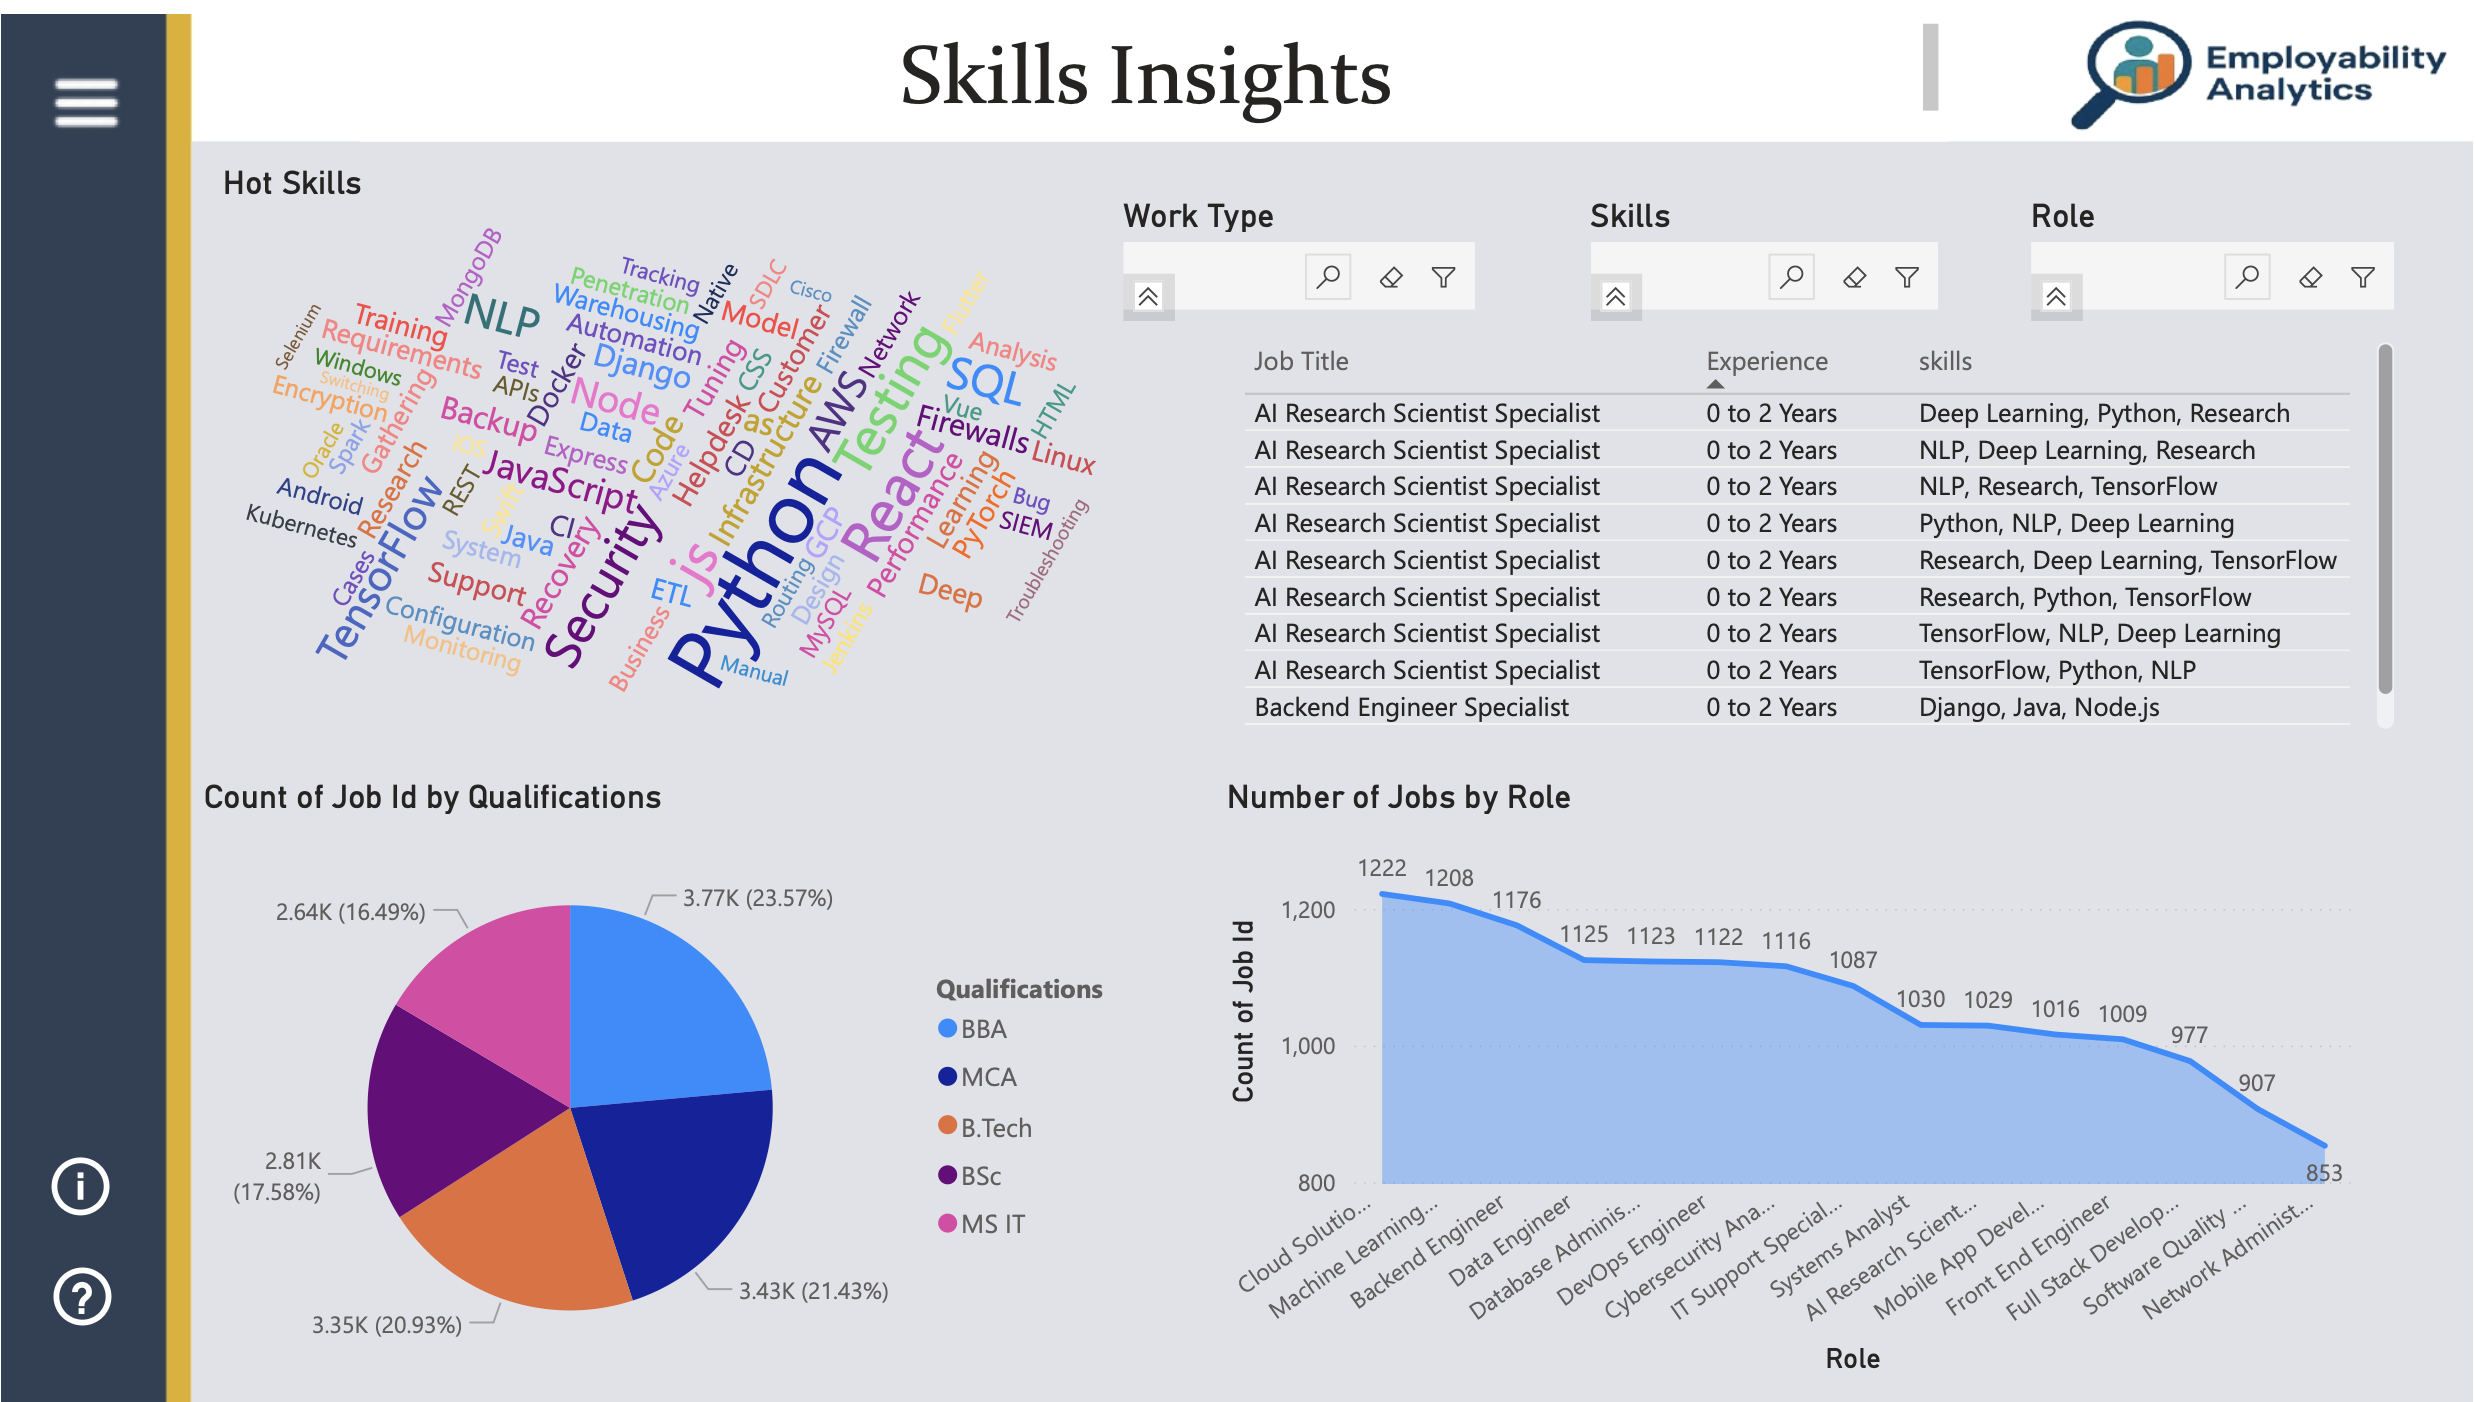 Skills Insights
Employability
Analytics
Hot Skills
MongoDB
Tracking
Penetration
Warehousing
Native
SDLC
Cisco
Flutter
NLP
Training
Requirements
Selenium
Windows
Switching
Encryption
Gathering
Automation
Model
Customer
Firewall
Network
Analysis
Test
APIs
Docker
Django
Tuning
CSS
AWS
Testing
SQL
Vue
HTML
Node
Data
Backup
Code
Helpdesk
as
CD
Infrastructure
Firewalls
Linux
Oracle
Spark
iOS
Express
Azure
JavaScript
Android
Kubernetes
Research
REST
Swift
CI
Java
System
Python
React
Performance
Learning
PyTorch
Bug
SIEM
Troubleshooting
TensorFlow
Cases
Support
Recovery
Security
js
GCP
ETL
Routing
Design
Deep
Configuration
Monitoring
Business
MySQL
Jenkins
Manual
Work Type
Skills
Role
Job Title Experience skills
AI Research Scientist Specialist 0 to 2 Years Deep Learning, Python, Research
AI Research Scientist Specialist 0 to 2 Years NLP, Deep Learning, Research
AI Research Scientist Specialist 0 to 2 Years NLP, Research, TensorFlow
AI Research Scientist Specialist 0 to 2 Years Python, NLP, Deep Learning
AI Research Scientist Specialist 0 to 2 Years Research, Deep Learning, TensorFlow
AI Research Scientist Specialist 0 to 2 Years Research, Python, TensorFlow
AI Research Scientist Specialist 0 to 2 Years TensorFlow, NLP, Deep Learning
AI Research Scientist Specialist 0 to 2 Years TensorFlow, Python, NLP
Backend Engineer Specialist 0 to 2 Years Django, Java, Node.js
Count of Job Id by Qualifications
3.77K (23.57%)
2.64K (16.49%)
2.81K
(17.58%)
3.43K (21.43%)
3.35K (20.93%)
Qualifications
BBA
MCA
B.Tech
BSc
MS IT
Number of Jobs by Role
Count of Job Id
1,200
1,000
800
1222
1208
1176
1125
1123
1122
1116
1087
1030
1029
1016
1009
977
907
853
Cloud Solutio...
Machine Learning...
Backend Engineer
Data Engineer
Database Adminis...
DevOps Engineer
Cybersecurity Ana...
IT Support Special...
Systems Analyst
AI Research Scient...
Mobile App Devel...
Front End Engineer
Full Stack Develop...
Software Quality ...
Network Administ...
Role